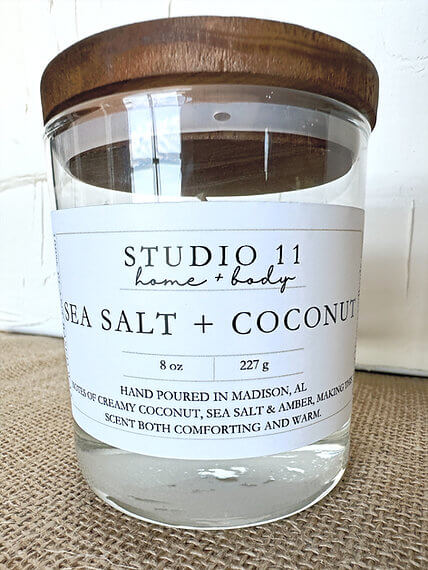 STUDIO 11
home + body
SEA SALT + COCONUT
8 oz 227 g
HAND POURED IN MADISON, AL
NOTES OF CREAMY COCONUT, SEA SALT & AMBER, MAKING THIS
SCENT BOTH COMFORTING AND WARM.